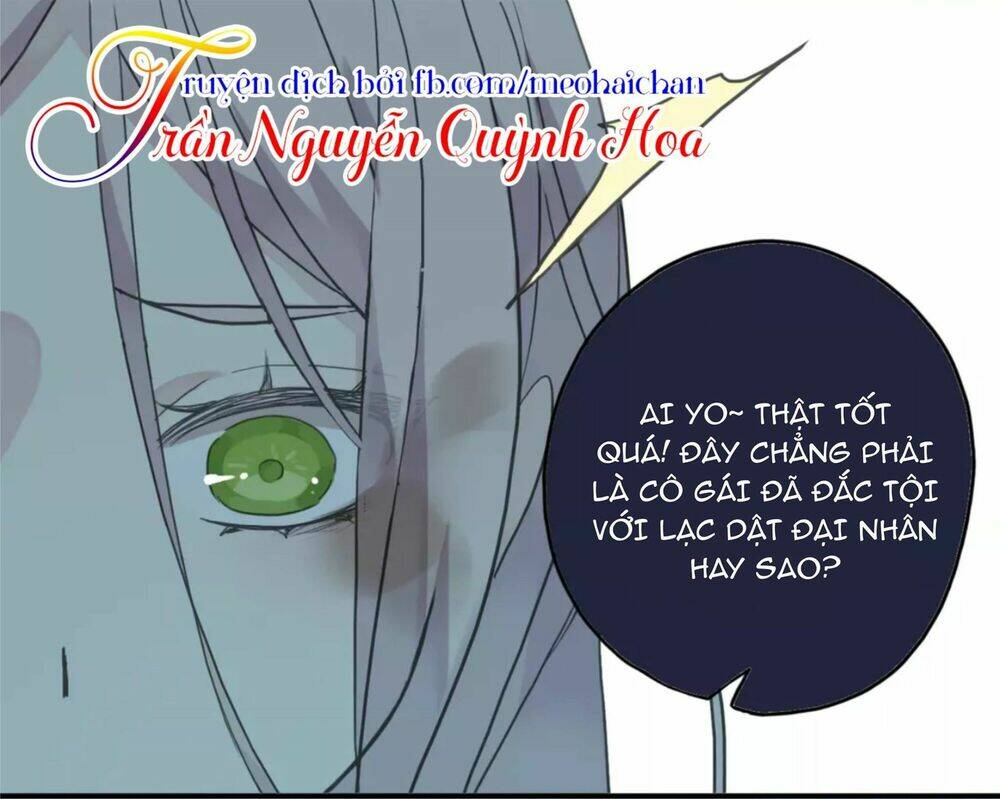 Truyện dịch bởi fb.com/meohaichan
Trần Nguyễn Quỳnh Hoa
AI YO~ THẬT TỐT
QUÁ! ĐÂY CHẲNG PHẢI
LÀ CÔ GÁI ĐÃ ĐẮC TỘI
VỚI LẠC DẬT ĐẠI NHÂN
HAY SAO?